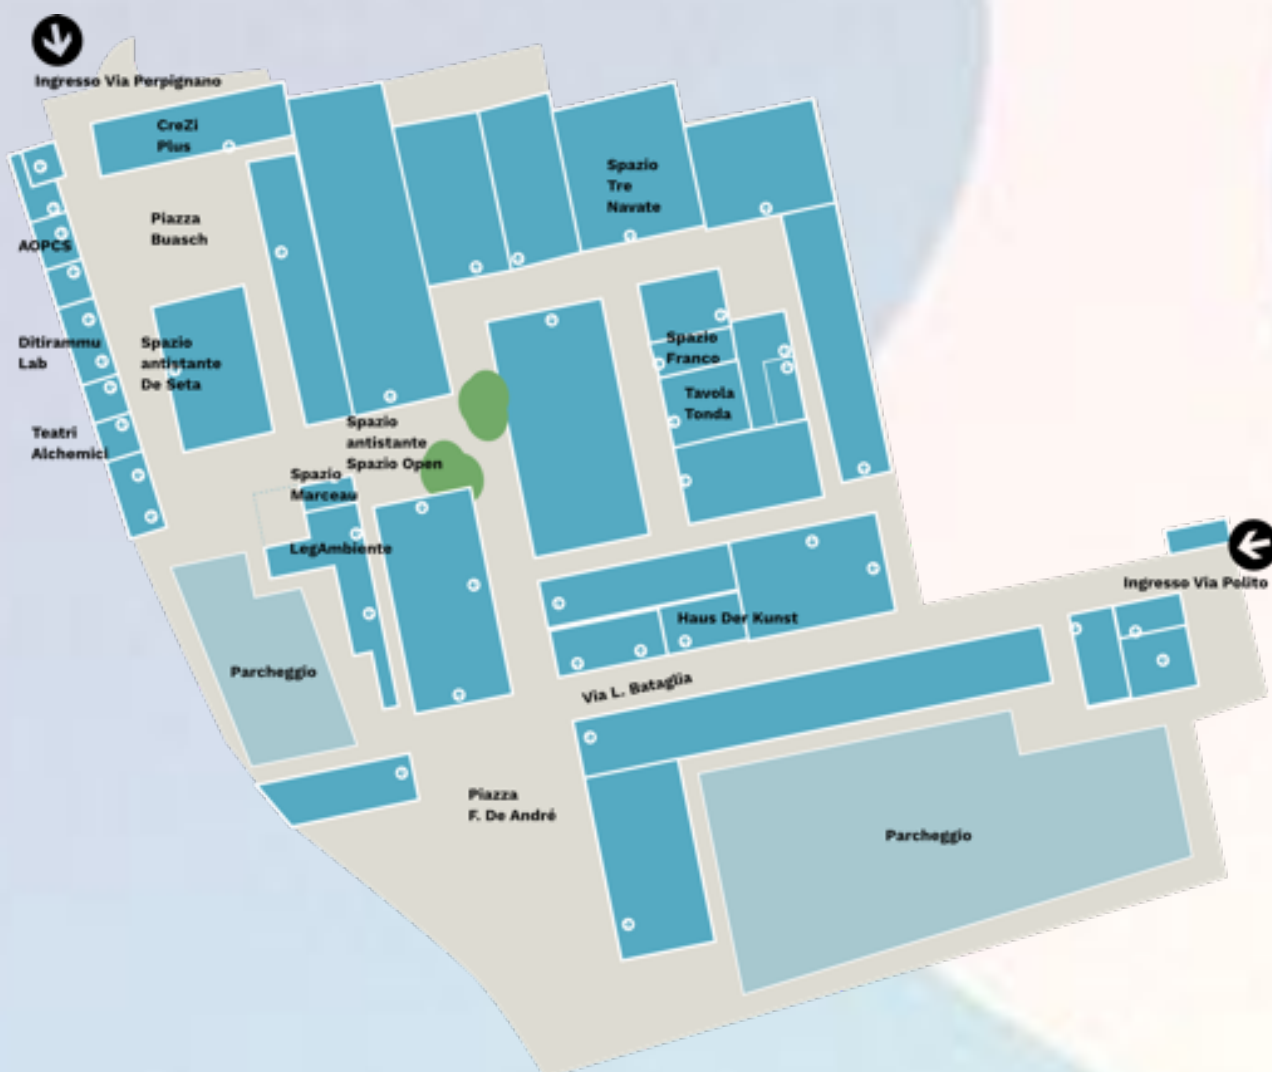 Ingresso Via Perpignano
CreZi
Plus
Spazio
Tre
Navate
Piazza
Buasch
AOPCS
Ditirammu
Lab
Spazio
antistante
De Seta
Spazio
Franco
Tavola
Tonda
Teatri
Alchemici
Spazio
antistante
Spazio Open
Spazio
Marceau
LegAmbiente
Ingresso Via Polito
Haus Der Kunst
Parcheggio
Via L. Bataglia
Piazza
F. De André
Parcheggio